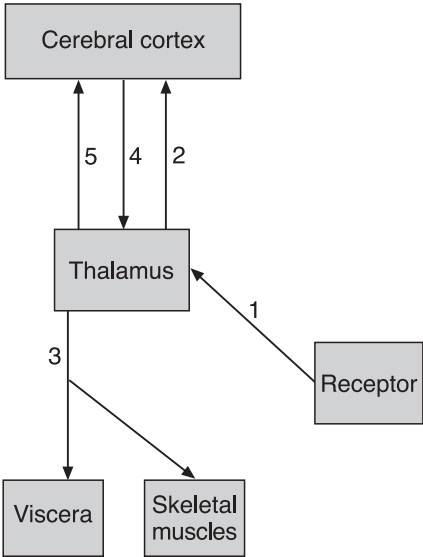 Cerebral cortex
5
4
2
Thalamus
1
3
Receptor
Viscera
Skeletal
muscles